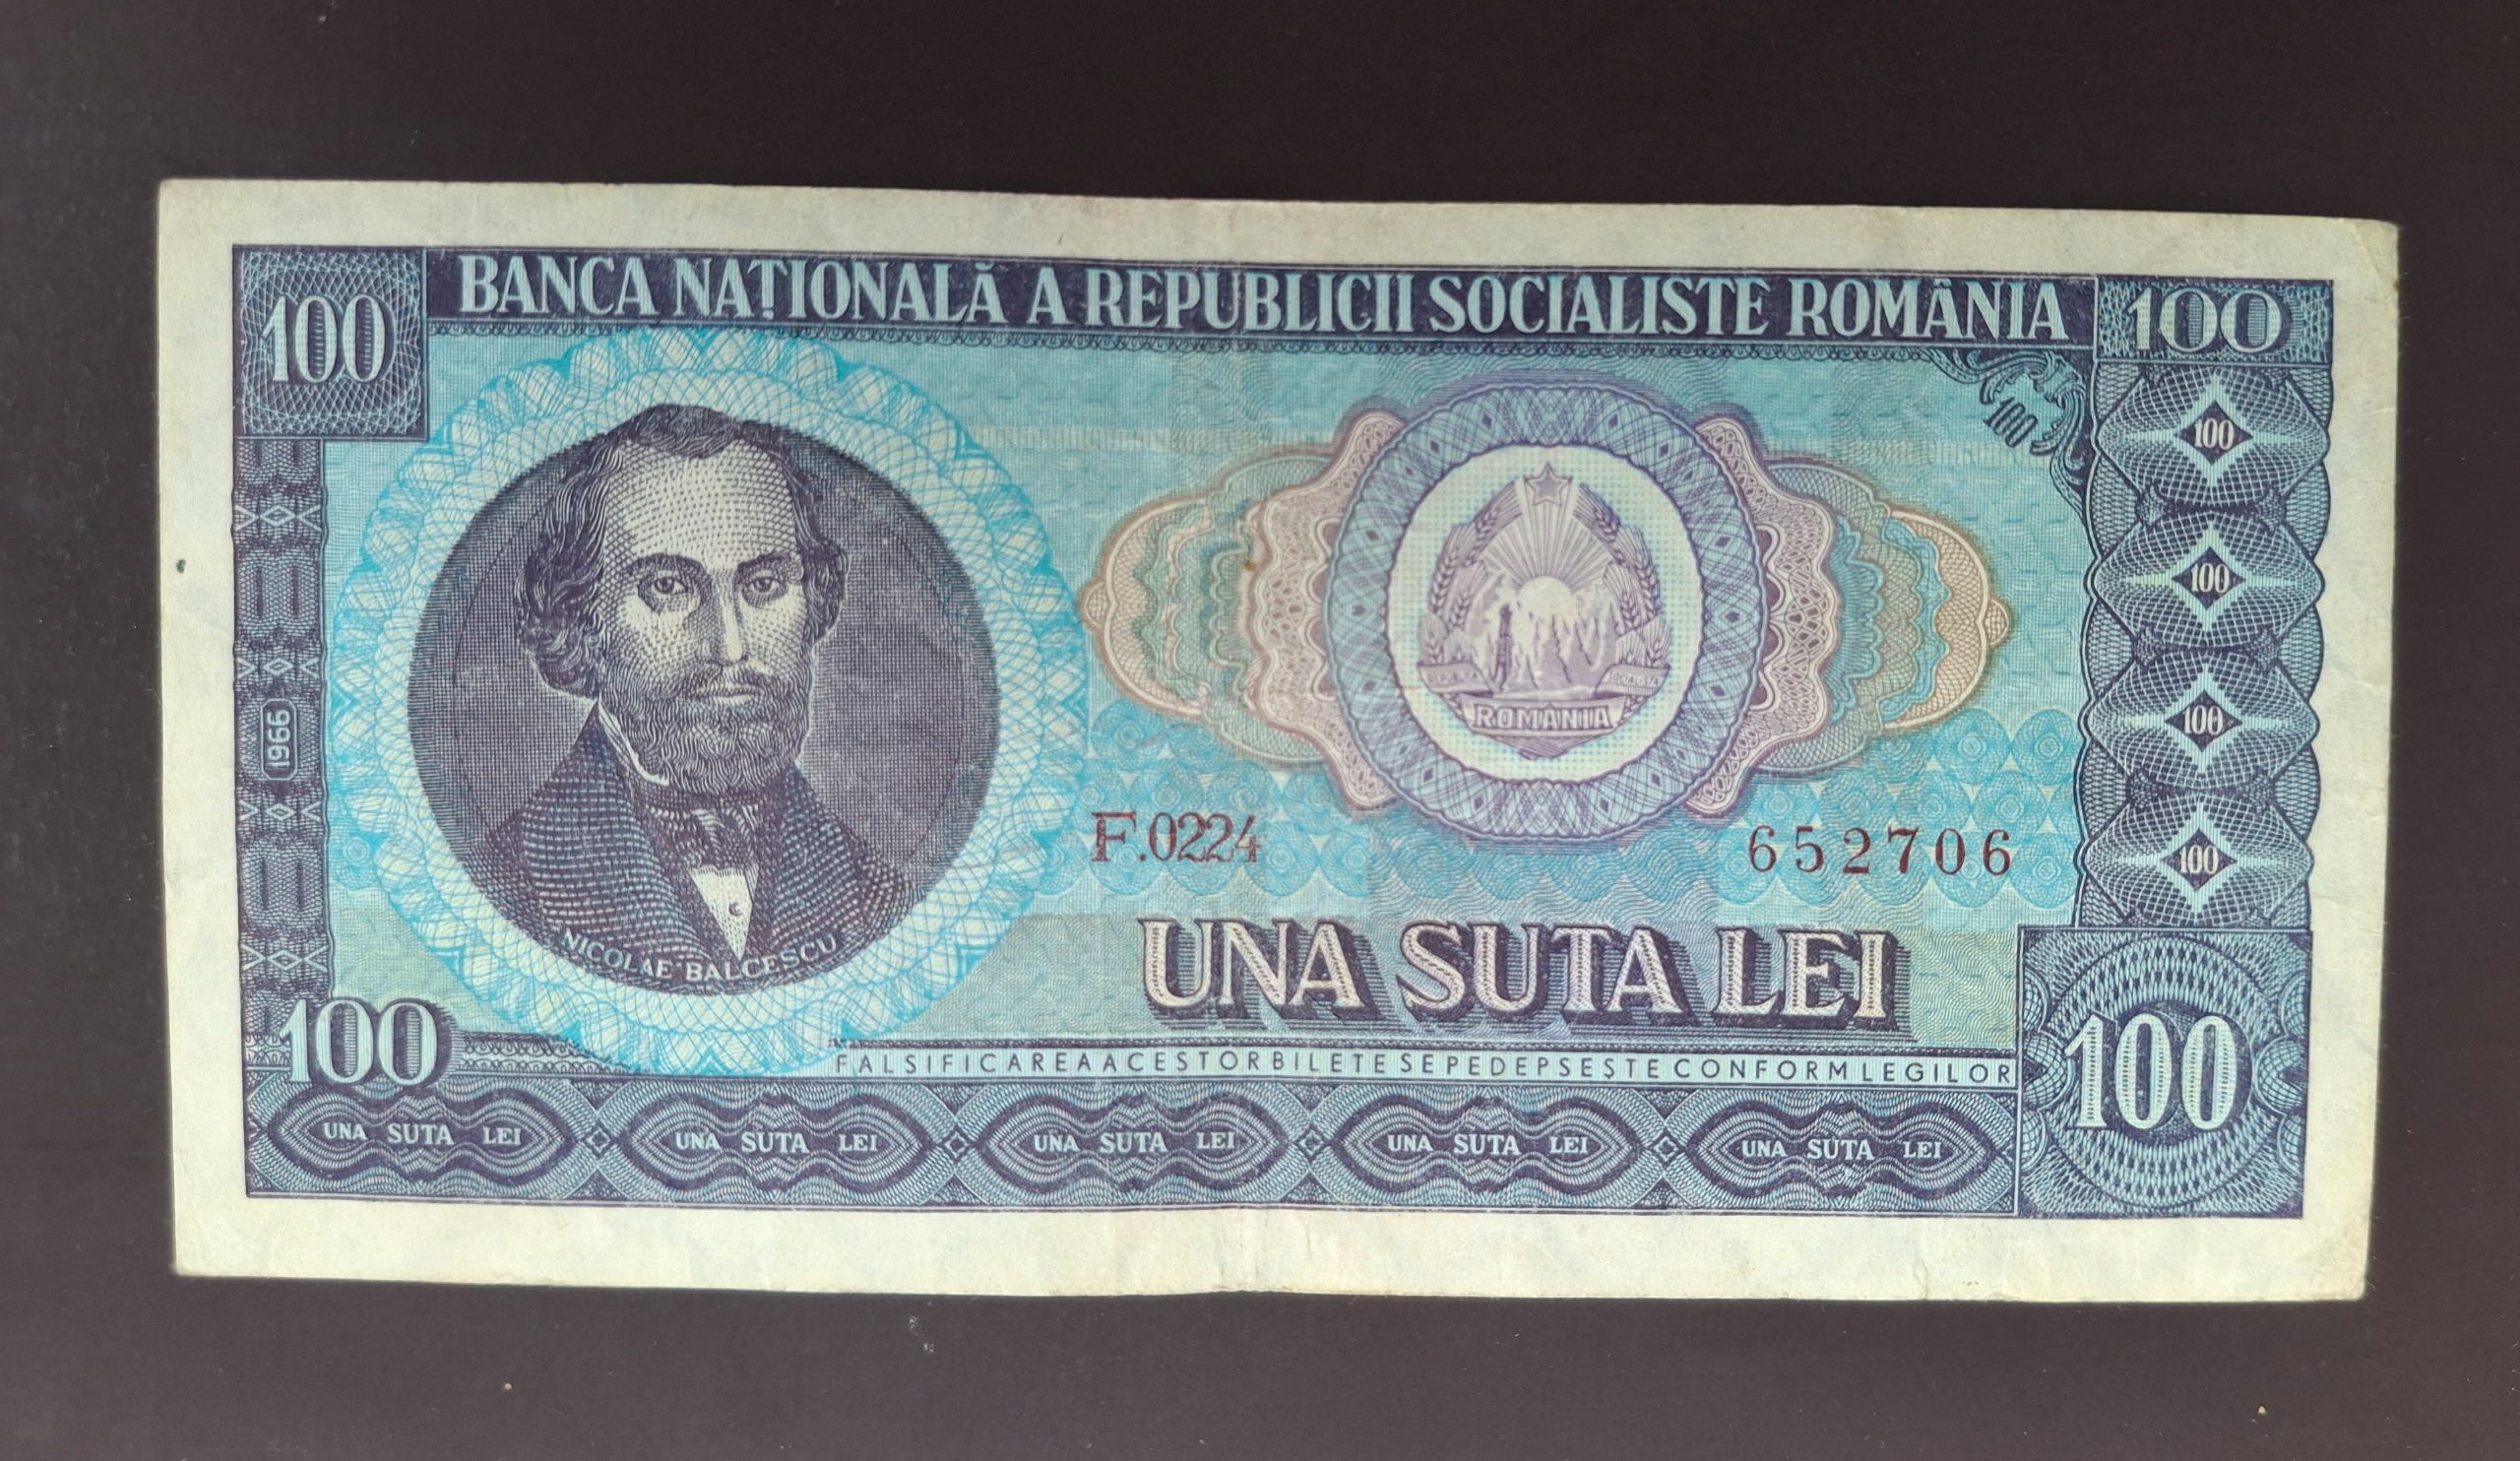 100
BANCA NAȚIONALĂ A REPUBLICII SOCIALISTE ROMÂNIA
100
100
100
100
100
100
1966
ROMÂNIA
F.0224
652706
NICOLAE BALCESCU
UNA SUTA LEI
100
FALSIFICAREA ACESTOR BILETE SE PEDEPSEȘTE CONFORM LEGILOR
100
UNA SUTA LEI UNA SUTA LEI UNA SUTA LEI UNA SUTA LEI UNA SUTA LEI